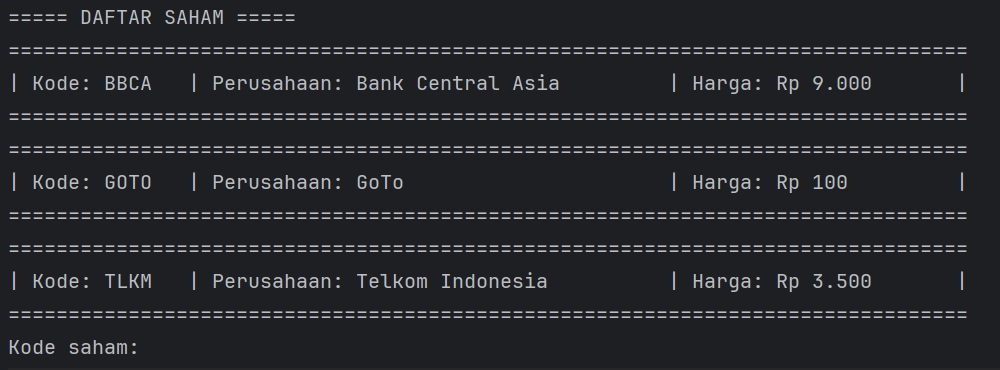 ===== DAFTAR SAHAM =====
================================================================================
| Kode: BBCA   | Perusahaan: Bank Central Asia         | Harga: Rp 9.000       |
================================================================================
================================================================================
| Kode: GOTO   | Perusahaan: GoTo                      | Harga: Rp 100         |
================================================================================
================================================================================
| Kode: TLKM   | Perusahaan: Telkom Indonesia          | Harga: Rp 3.500       |
================================================================================
Kode saham: